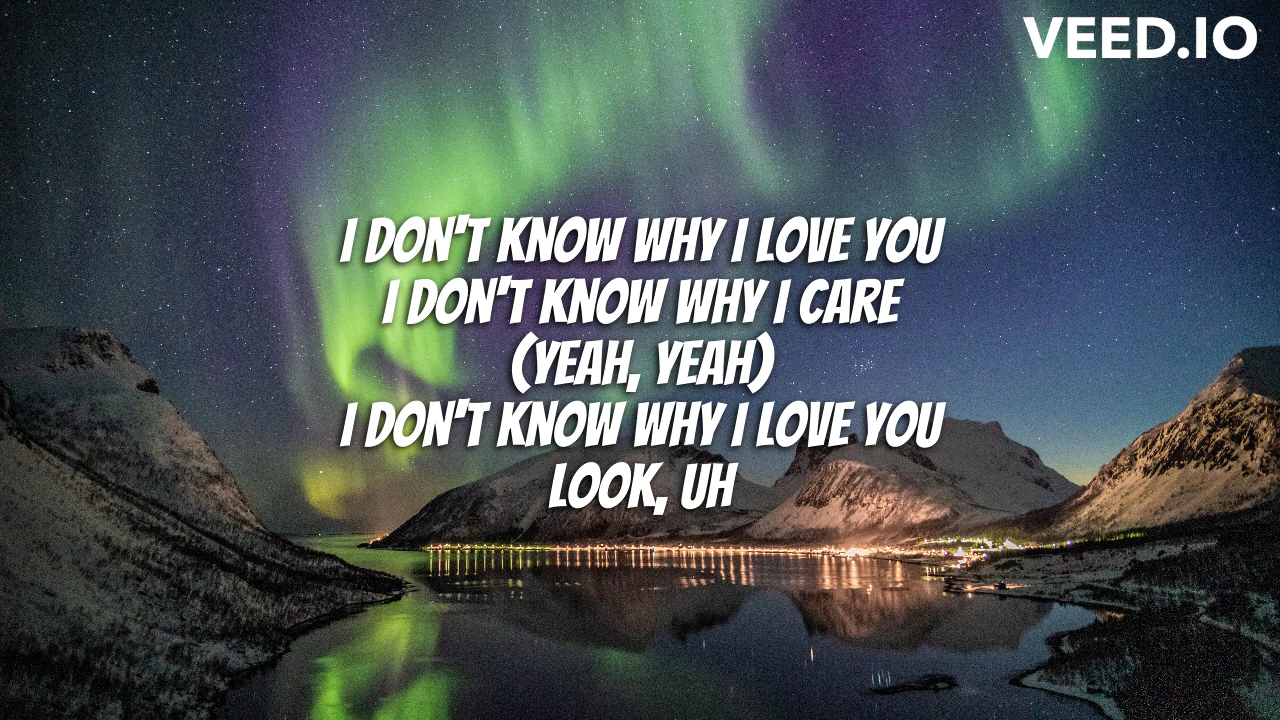 VEED.IO
I DON'T KNOW WHY I LOVE YOU
I DON'T KNOW WHY I CARE
(YEAH, YEAH)
I DON'T KNOW WHY I LOVE YOU
LOOK, UH